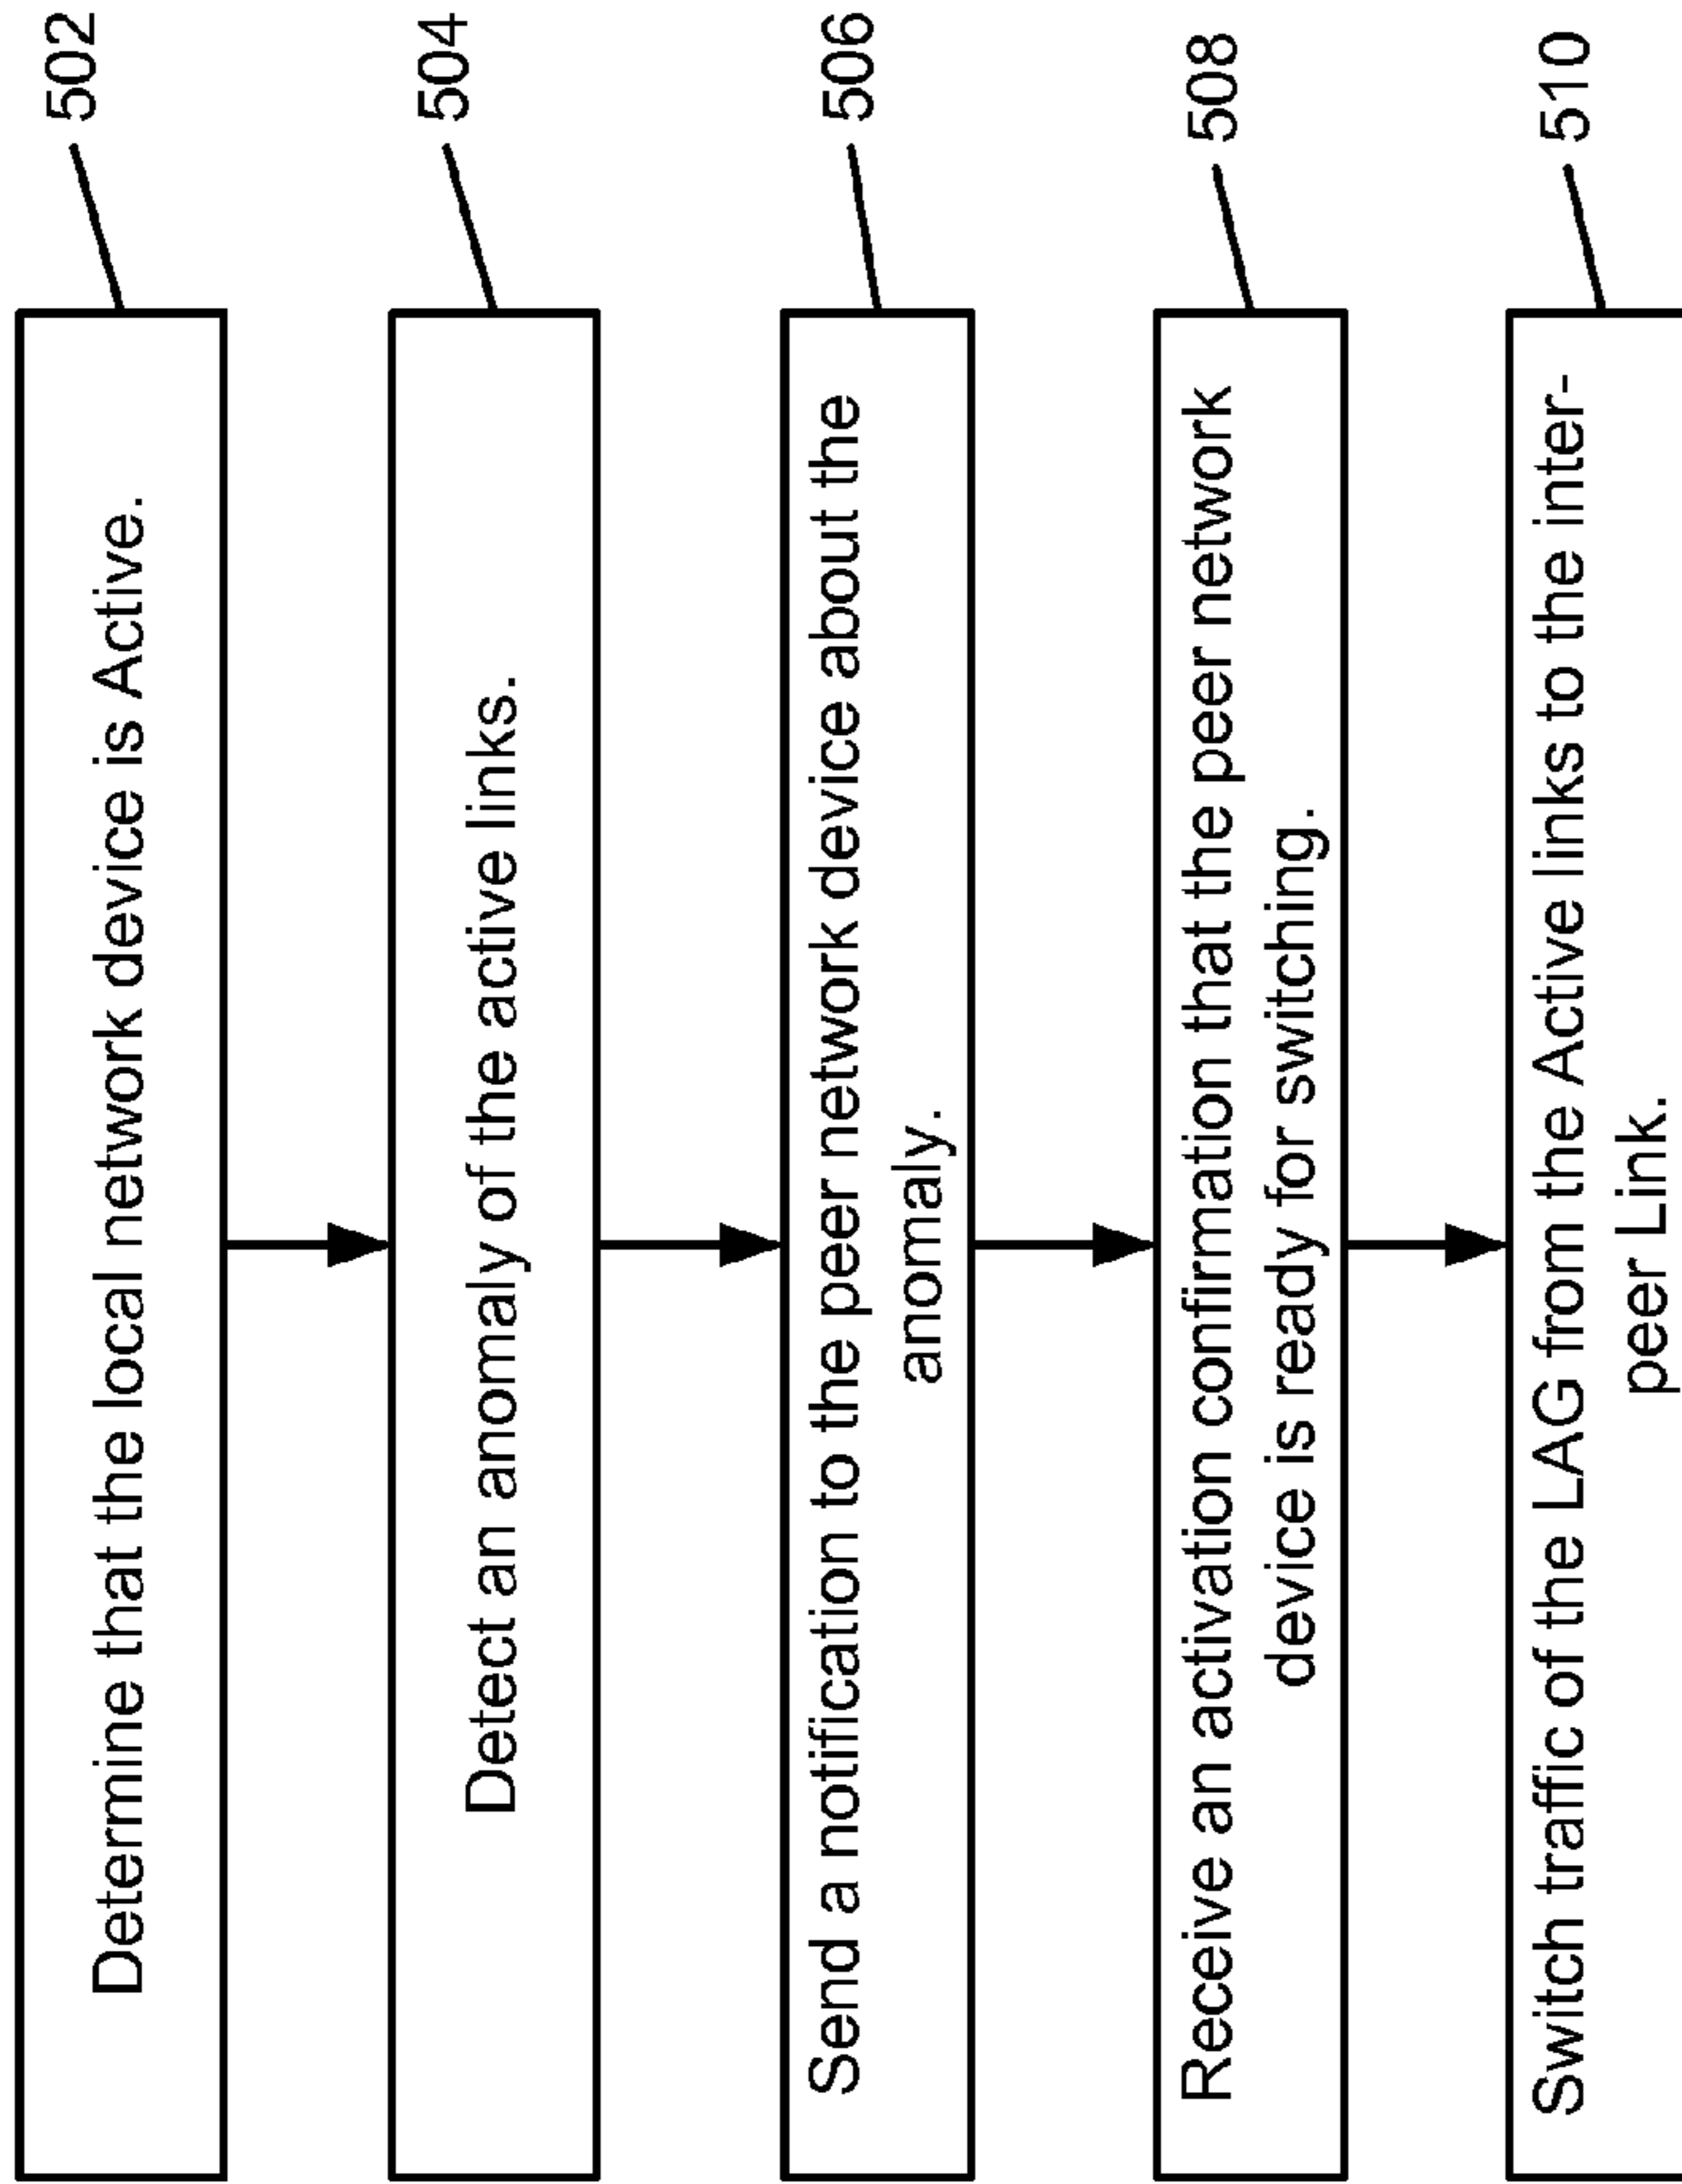 Determine that the local network device is Active.
502
Detect an anomaly of the active links.
504
Send a notification to the peer network device about the
anomaly.
506
Receive an activation confirmation that the peer network
device is ready for switching.
508
Switch traffic of the LAG from the Active links to the inter-
peer Link.
510